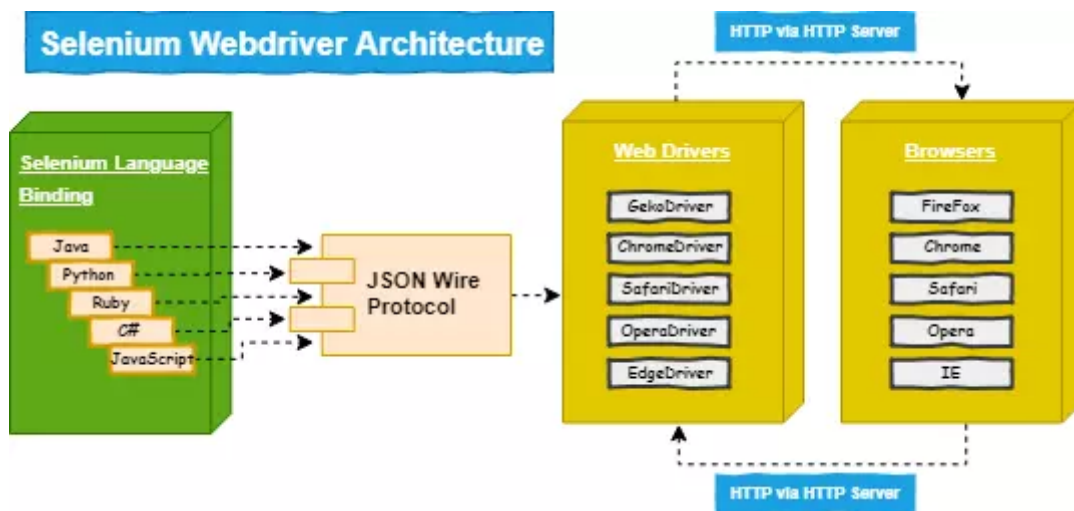 Selenium Webdriver Architecture
HTTP via HTTP Server
Selenium Language
Binding
Java
Python
Ruby
C#
JavaScript
JSON Wire
Protocol
Web Drivers
GekoDriver
ChromeDriver
SafariDriver
OperaDriver
EdgeDriver
Browsers
FireFox
Chrome
Safari
Opera
IE
HTTP via HTTP Server